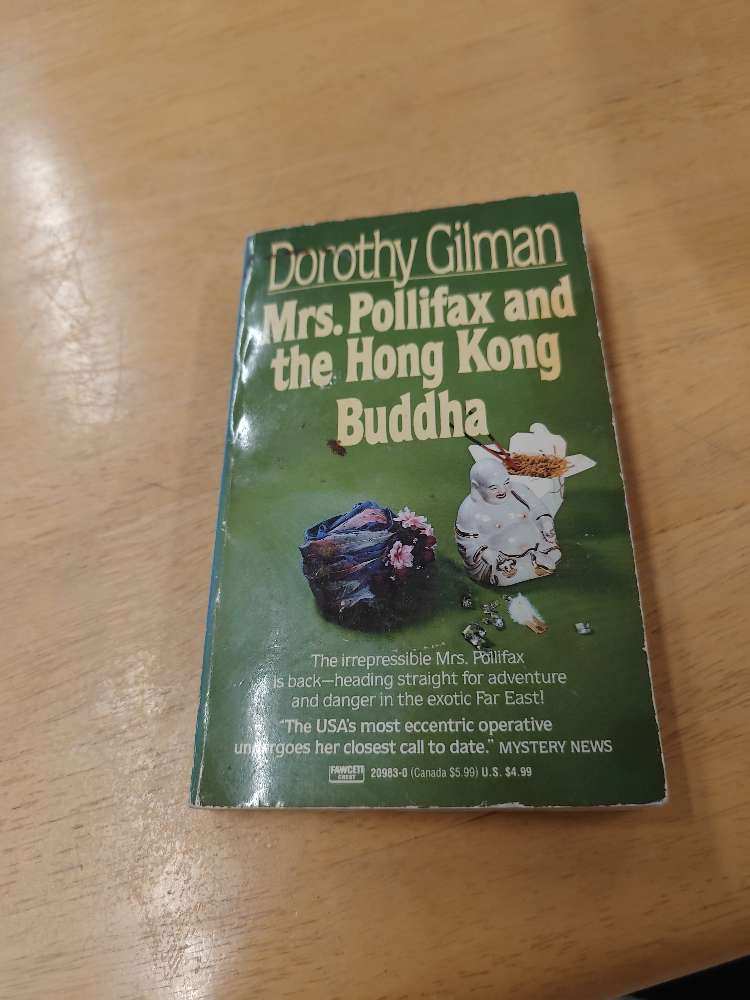 Dorothy Gilman
Mrs. Pollifax and
the Hong Kong
Buddha
The irrepressible Mrs. Pollifax
is back—heading straight for adventure
and danger in the exotic Far East!
"The USA's most eccentric operative
undergoes her closest call to date." MYSTERY NEWS
FAWCETT CREST 20983-0 (Canada $5.99) U.S. $4.99